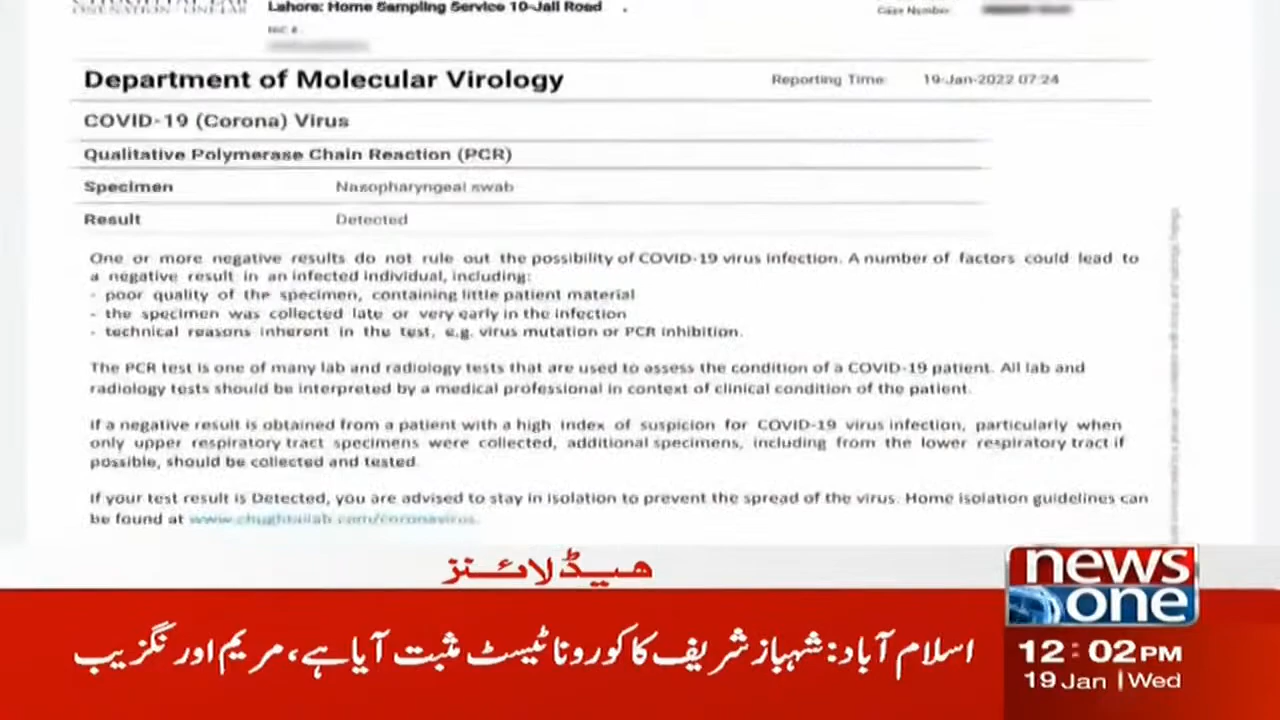 Lahore: Home Sampling Service 10-Jail Road
Case Number
Department of Molecular Virology
Reporting Time 19-Jan-2022 07:24
COVID-19 (Corona) Virus
Qualitative Polymerase Chain Reaction (PCR)
Specimen Nasopharyngeal swab
Result Detected
One or more negative results do not rule out the possibility of COVID-19 virus infection. A number of factors could lead to
a negative result in an infected individual, including:
- poor quality of the specimen, containing little patient material
- the specimen was collected late or very early in the infection
- technical reasons inherent in the test, e.g. virus mutation or PCR inhibition.
The PCR test is one of many lab and radiology tests that are used to assess the condition of a COVID-19 patient. All lab and
radiology tests should be interpreted by a medical professional in context of clinical condition of the patient.
If a negative result is obtained from a patient with a high index of suspicion for COVID-19 virus infection, particularly when
only upper respiratory tract specimens were collected, additional specimens, including from the lower respiratory tract if
possible, should be collected and tested.
If your test result is Detected, you are advised to stay in isolation to prevent the spread of the virus. Home isolation guidelines can
be found at www.chughtailab.com/coronavirus.
ہیڈلائنز
اسلام آباد: شہباز شریف کا کورونا ٹیسٹ مثبت آیا ہے، مریم اورنگزیب
news
one
12:02PM
19 Jan | Wed